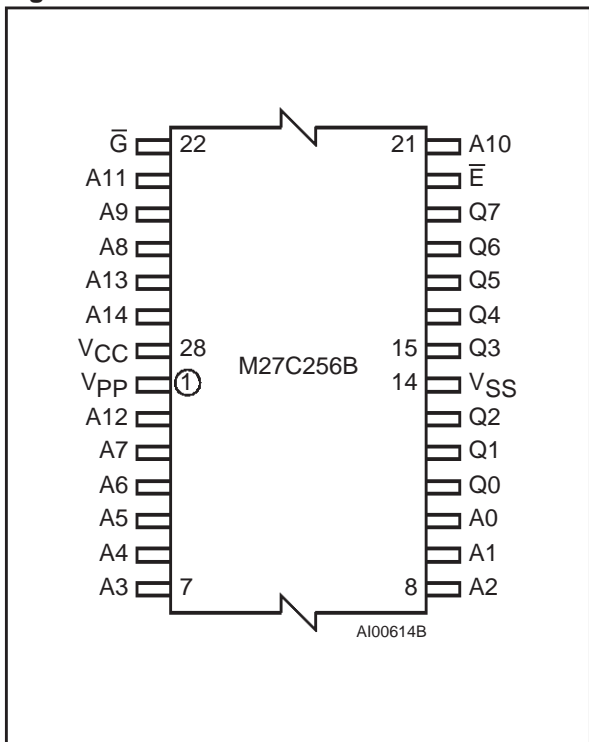 G̅ 22 21 A10
A11 E̅
A9 Q7
A8 Q6
A13 Q5
A14 Q4
VCC 28 15 Q3
M27C256B
VPP 1 14 VSS
A12 Q2
A7 Q1
A6 Q0
A5 A0
A4 A1
A3 7 8 A2
AI00614B